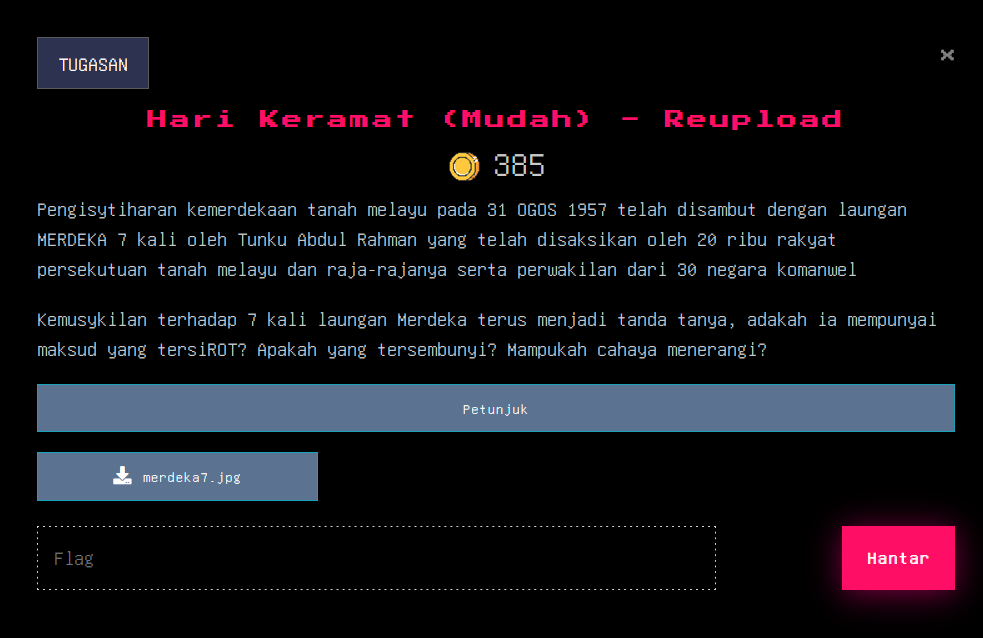 TUGASAN
×
Hari Keramat (Mudah) - Reupload
385
Pengisytiharan kemerdekaan tanah melayu pada 31 OGOS 1957 telah disambut dengan laungan
MERDEKA 7 kali oleh Tunku Abdul Rahman yang telah disaksikan oleh 20 ribu rakyat
persekutuan tanah melayu dan raja-rajanya serta perwakilan dari 30 negara komanwel
Kemusykilan terhadap 7 kali laungan Merdeka terus menjadi tanda tanya, adakah ia mempunyai
maksud yang tersiROT? Apakah yang tersembunyi? Mampukah cahaya menerangi?
Petunjuk
merdeka7.jpg
Flag
Hantar